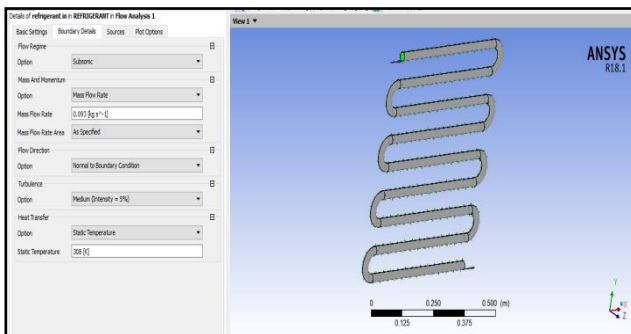 Details of refrigerant in in REFRIGERANT in Flow Analysis 1
Basic Settings Boundary Details Sources Plot Options
Flow Regime
Option Subsonic
Mass And Momentum
Option Mass Flow Rate
Mass Flow Rate 0.093 [kg s^-1]
Mass Flow Rate Area As Specified
Flow Direction
Option Normal to Boundary Condition
Turbulence
Option Medium (Intensity = 5%)
Heat Transfer
Option Static Temperature
Static Temperature 308 [K]
View 1
ANSYS
R18.1
0 0.250 0.500 (m)
0.125 0.375
Y
X
Z